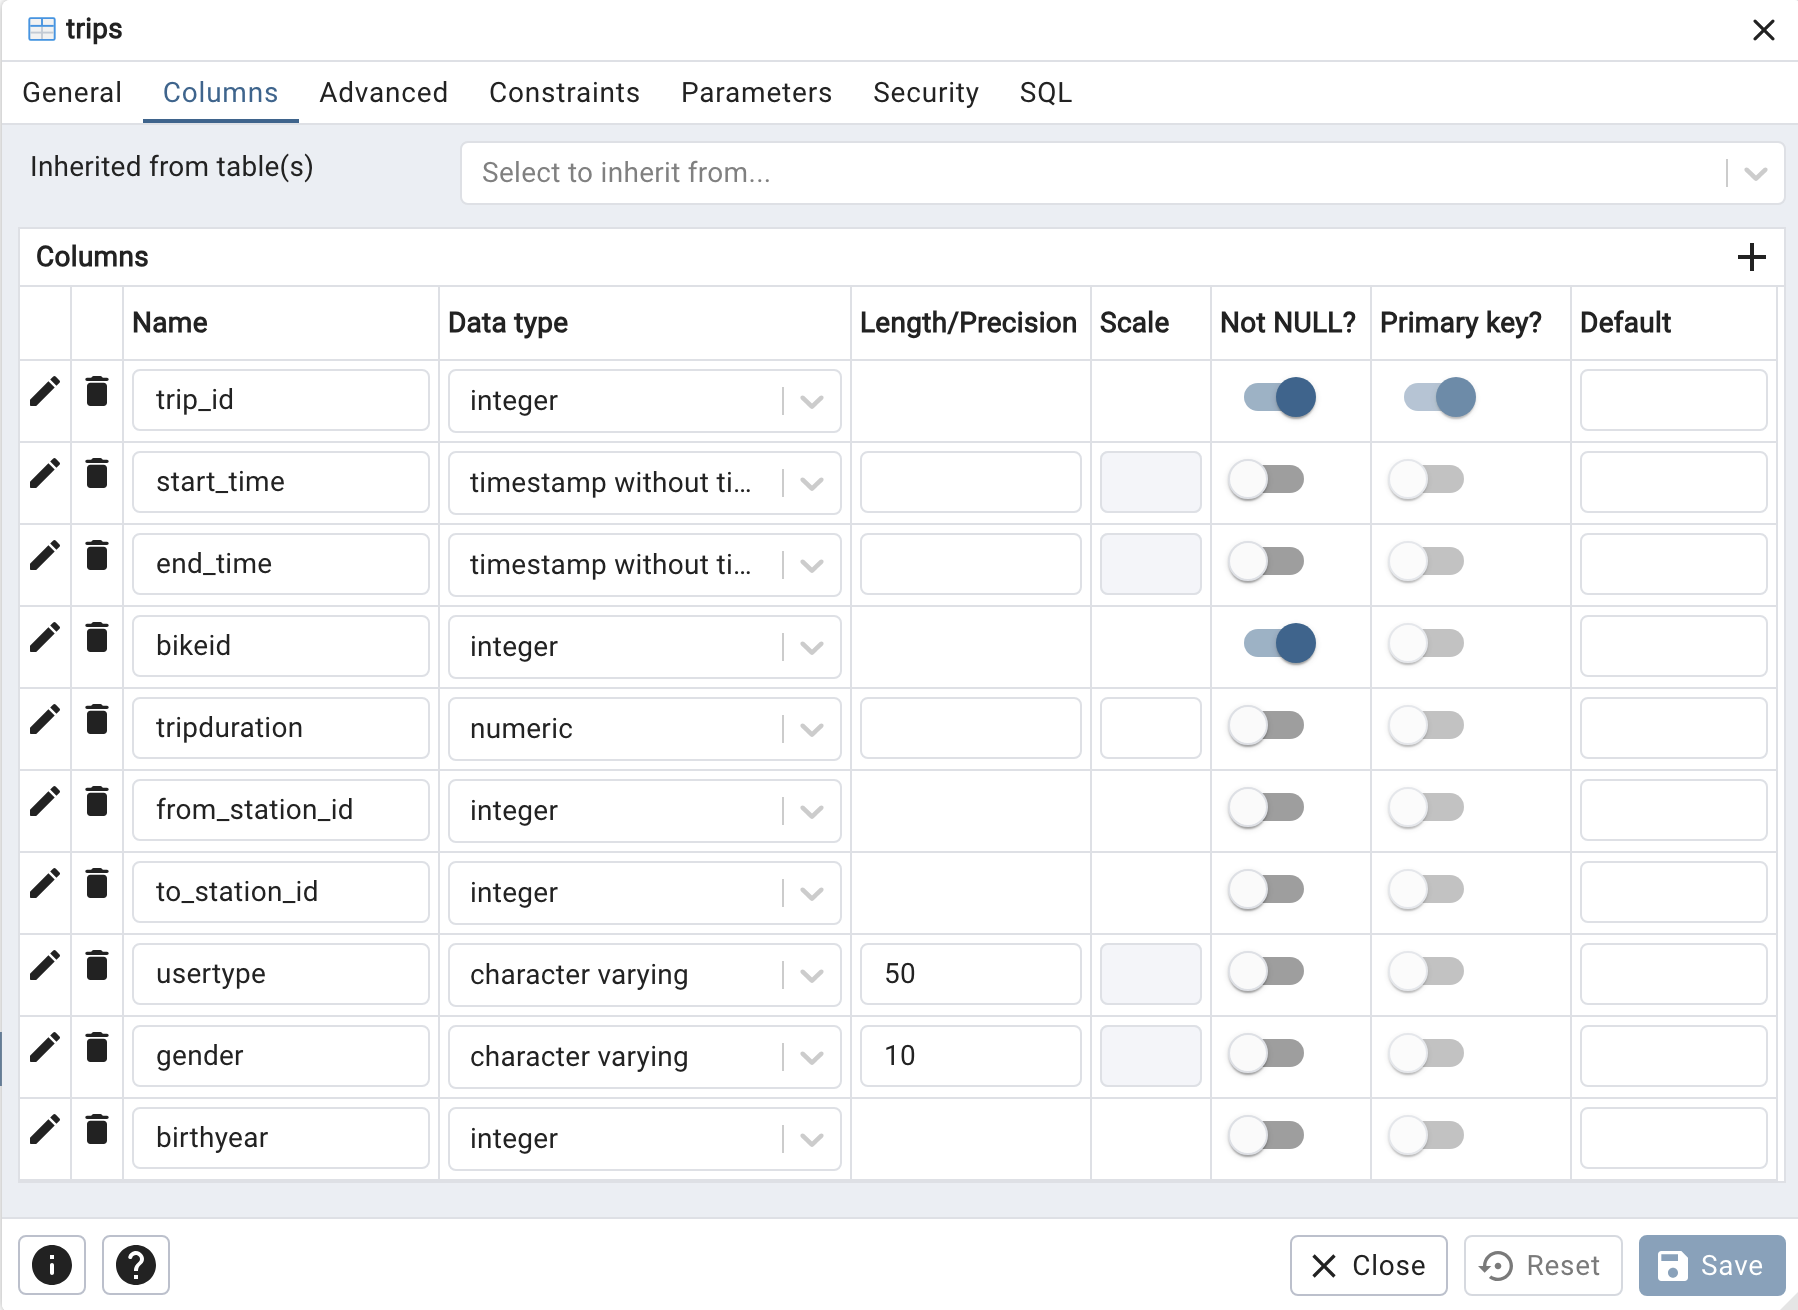 trips
General Columns Advanced Constraints Parameters Security SQL
Inherited from table(s) Select to inherit from...
Columns
Name Data type Length/Precision Scale Not NULL? Primary key? Default
trip_id integer
start_time timestamp without ti...
end_time timestamp without ti...
bikeid integer
tripduration numeric
from_station_id integer
to_station_id integer
usertype character varying 50
gender character varying 10
birthyear integer
Close Reset Save